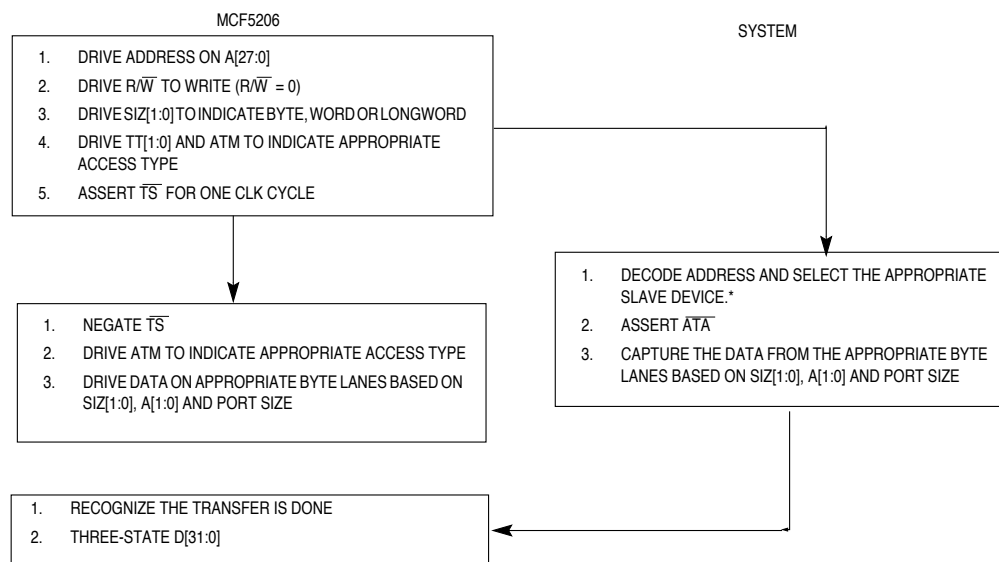 MCF5206
SYSTEM
1. DRIVE ADDRESS ON A[27:0]
2. DRIVE R/W̅ TO WRITE (R/W̅ = 0)
3. DRIVE SIZ[1:0] TO INDICATE BYTE, WORD OR LONGWORD
4. DRIVE TT[1:0] AND ATM TO INDICATE APPROPRIATE
ACCESS TYPE
5. ASSERT T̅S̅ FOR ONE CLK CYCLE
1. DECODE ADDRESS AND SELECT THE APPROPRIATE
SLAVE DEVICE.*
2. ASSERT A̅T̅A̅
3. CAPTURE THE DATA FROM THE APPROPRIATE BYTE
LANES BASED ON SIZ[1:0], A[1:0] AND PORT SIZE
1. NEGATE T̅S̅
2. DRIVE ATM TO INDICATE APPROPRIATE ACCESS TYPE
3. DRIVE DATA ON APPROPRIATE BYTE LANES BASED ON
SIZ[1:0], A[1:0] AND PORT SIZE
1. RECOGNIZE THE TRANSFER IS DONE
2. THREE-STATE D[31:0]